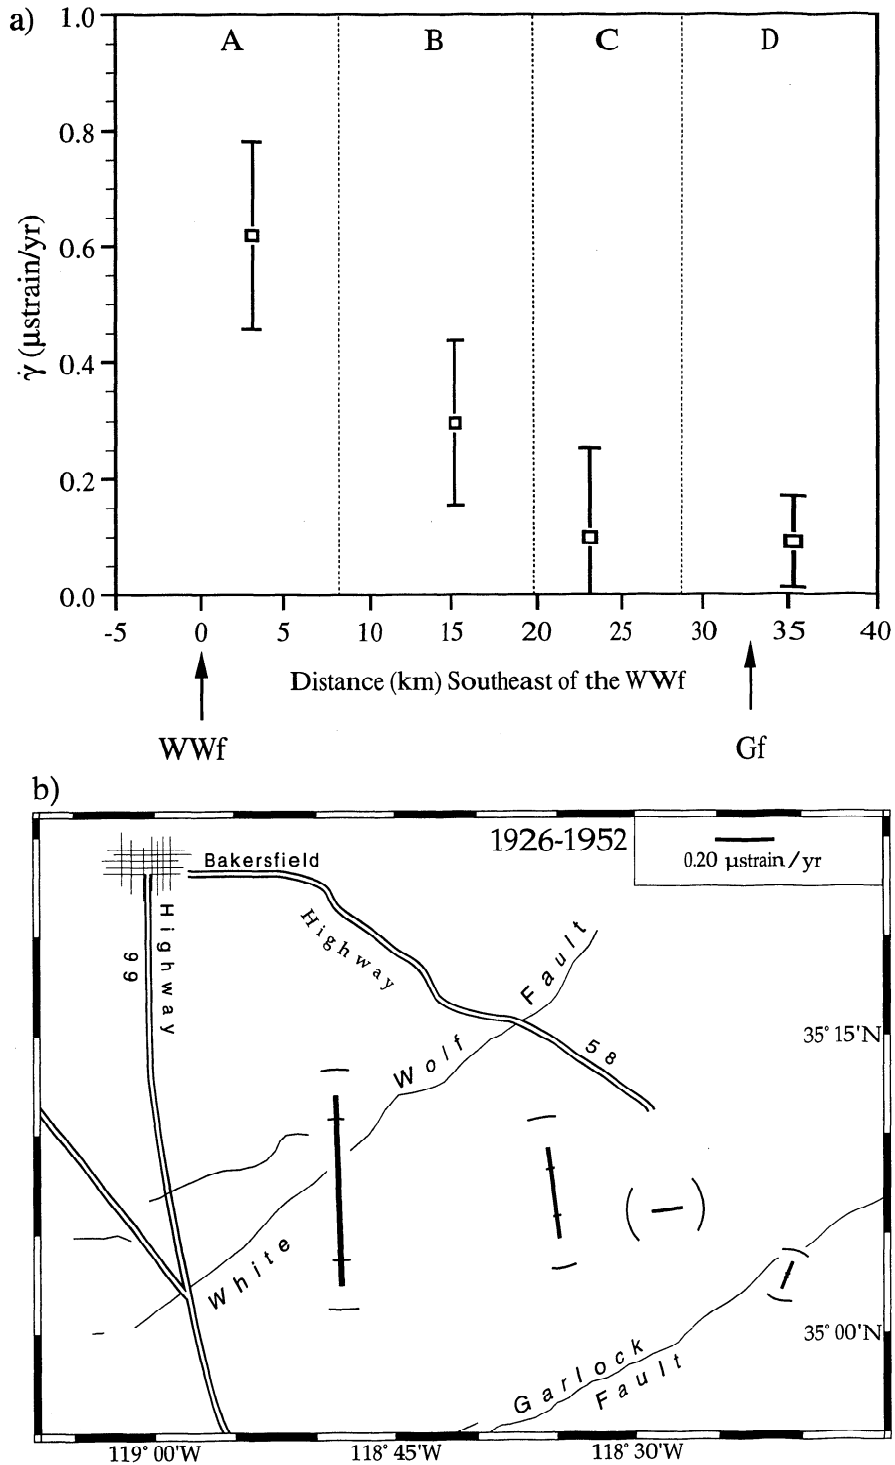 a)
1.0
A
B
C
D
0.8
0.6
0.4
0.2
0.0
γ̇ (μstrain/yr)
-5 0 5 10 15 20 25 30 35 40
Distance (km) Southeast of the WWf
WWf
Gf
b)
1926-1952
0.20 μstrain/yr
Bakersfield
Highway
99
Highway
58
White Wolf Fault
35° 15'N
35° 00'N
Garlock
Fault
119° 00'W
118° 45'W
118° 30'W